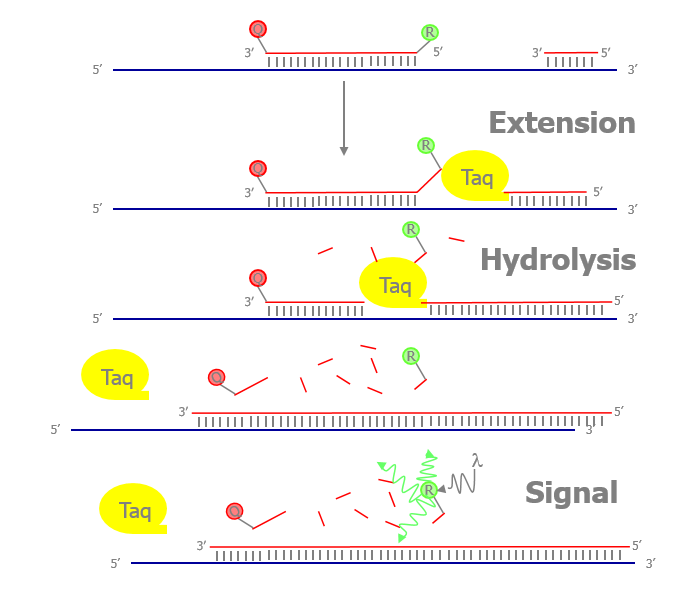 Q R
3′ 5′ 3′ 5′
5′ 3′
Extension
R
Q Taq
3′ 5′
5′ 3′
R
Hydrolysis
Q Taq
3′ 5′
5′ 3′
R
Taq Q
3′ 5′
5′ 3′
λ
R Signal
Taq Q
3′ 5′
5′ 3′